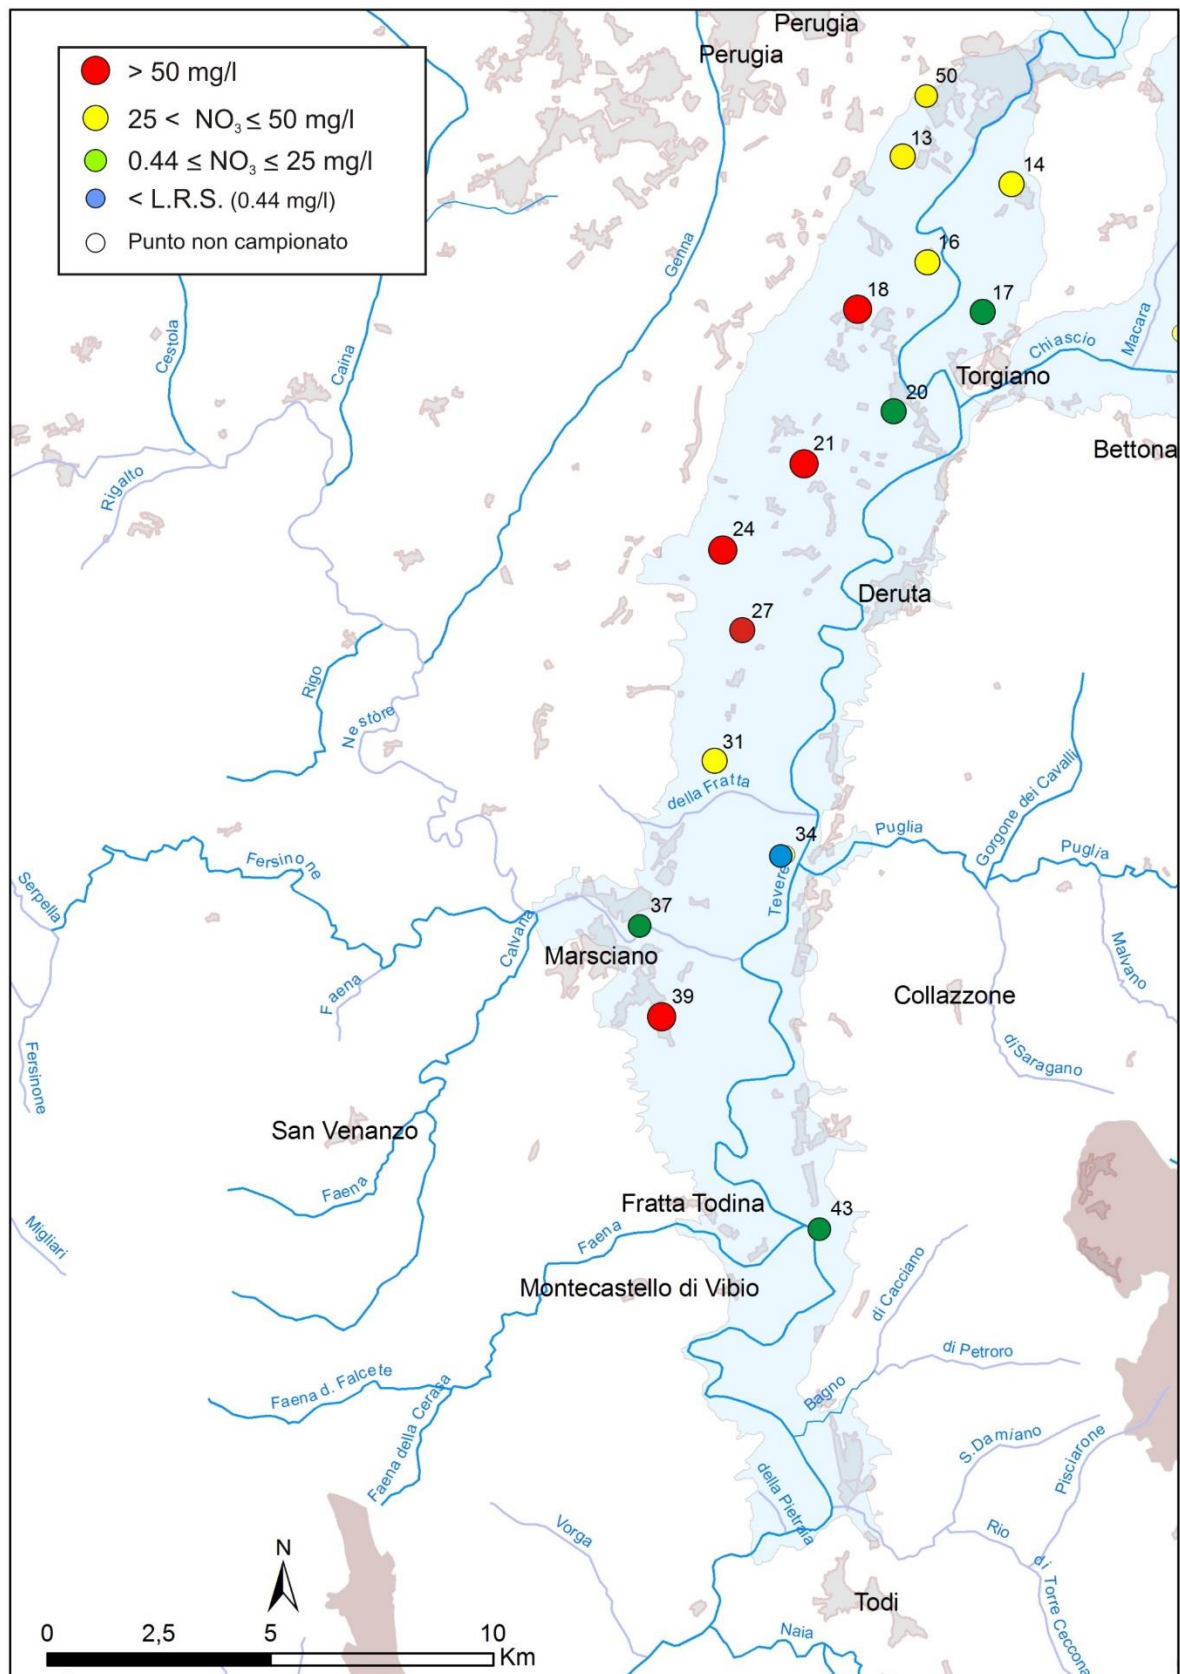 > 50 mg/l
25 < NO₃ ≤ 50 mg/l
0.44 ≤ NO₃ ≤ 25 mg/l
< L.R.S. (0.44 mg/l)
Punto non campionato
Perugia
Perugia
50
13
14
16
Genna
18
17
Chiascio
Macara
Cestola
Caina
Torgiano
20
Bettona
21
Rigalto
24
Deruta
27
Rigo
Nestòre
31
della Fratta
Gorgone dei Cavalli
34
Puglia
Puglia
Fersinone
Serpella
Tevere
37
Calvana
Marsciano
Malvano
Faena
Collazzone
39
diSaragano
Fersinone
San Venanzo
Faena
Fratta Todina
43
Migliari
Faena
di Cacciano
Montecastello di Vibio
di Petroro
Faena d. Falcete
Bagno
Faena della Cerasa
S.Damiano
Pisciarone
della Pietraia
Vorga
Rio
di Torre Ceccona
N
Todi
Naia
0 2,5 5 10
Km